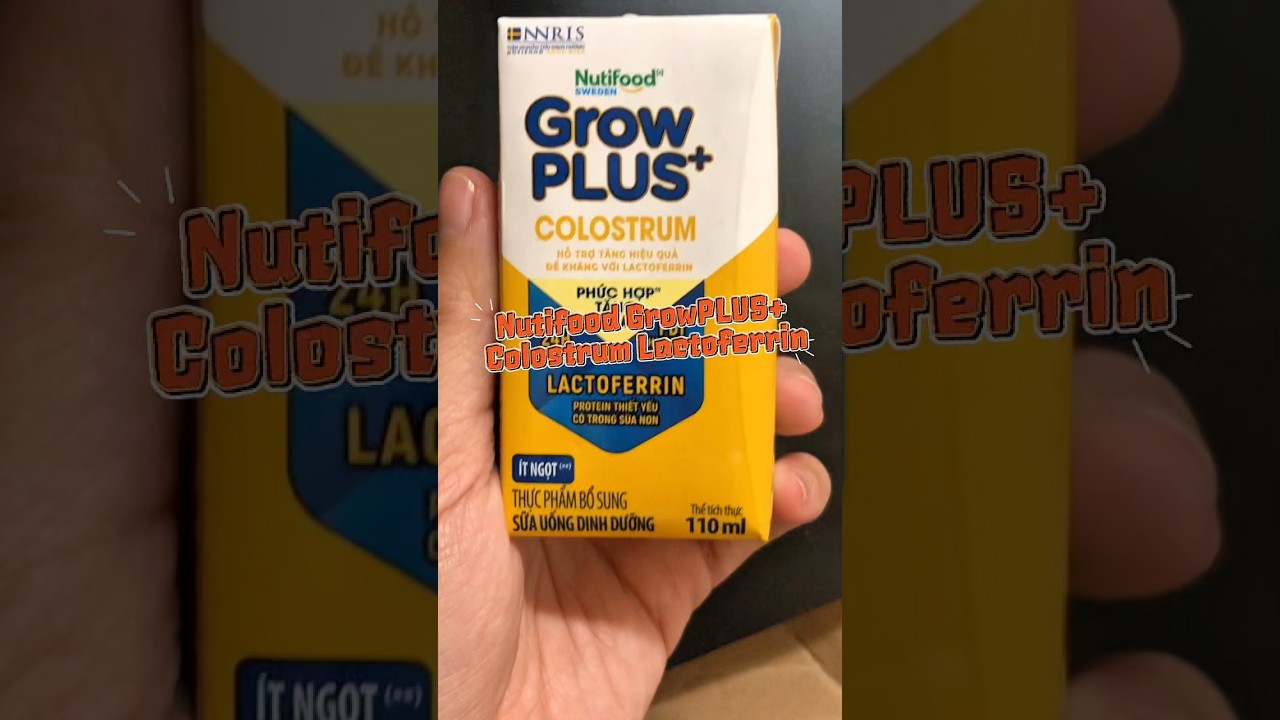 NNRIS
Nutifood
SWEDEN
Grow
PLUS+
COLOSTRUM
HỖ TRỢ TĂNG HIỆU QUẢ
ĐỀ KHÁNG VỚI LACTOFERRIN
PHỨC HỢP
Nutifood GrowPLUS+
Colostrum Lactoferrin
24H
FDI
LACTOFERRIN
PROTEIN THIẾT YẾU
CÓ TRONG SỮA NON
ÍT NGỌT (**)
THỰC PHẨM BỔ SUNG
SỮA UỐNG DINH DƯỠNG
Thể tích thực
110 ml